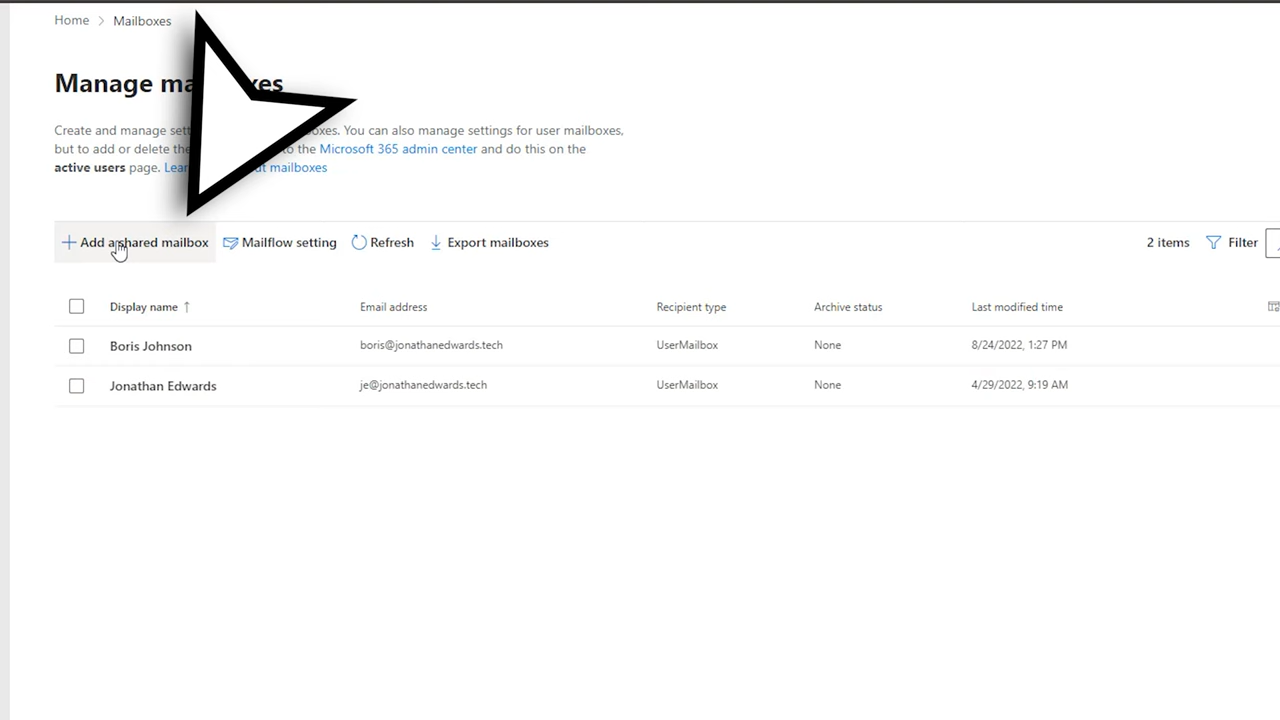 Home > Mailboxes
Manage ma xes
Create and manage sett oxes. You can also manage settings for user mailboxes,
but to add or delete the to the Microsoft 365 admin center and do this on the
active users page. Lear t mailboxes
+ Add a shared mailbox Mailflow setting Refresh Export mailboxes 2 items Filter
Display name ↑ Email address Recipient type Archive status Last modified time
Boris Johnson boris@jonathanedwards.tech UserMailbox None 8/24/2022, 1:27 PM
Jonathan Edwards je@jonathanedwards.tech UserMailbox None 4/29/2022, 9:19 AM